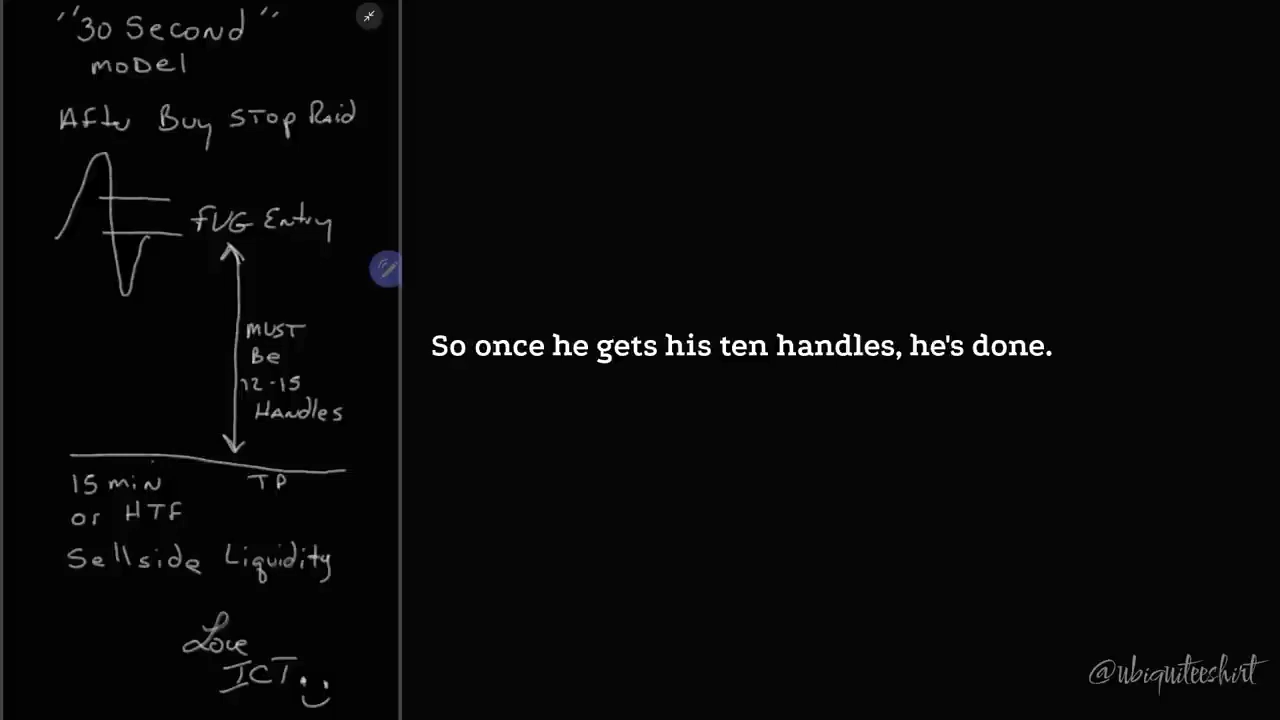 "30 Second"
MODel
After Buy STop Raid
FVG Entry
MUST
Be
12-15
HANdles
15 min
TP
or HTF
Sellside Liquidity
Love
ICT
So once he gets his ten handles, he's done.
@ubiquiteeshirt